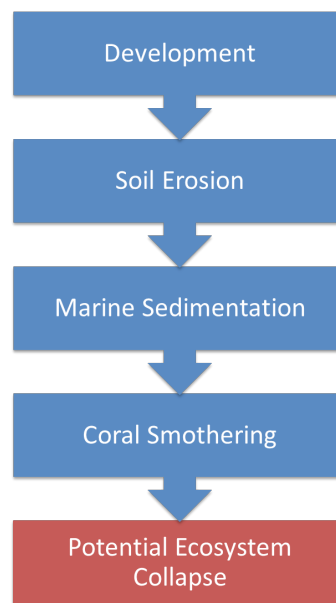 Development
Soil Erosion
Marine Sedimentation
Coral Smothering
Potential Ecosystem
Collapse